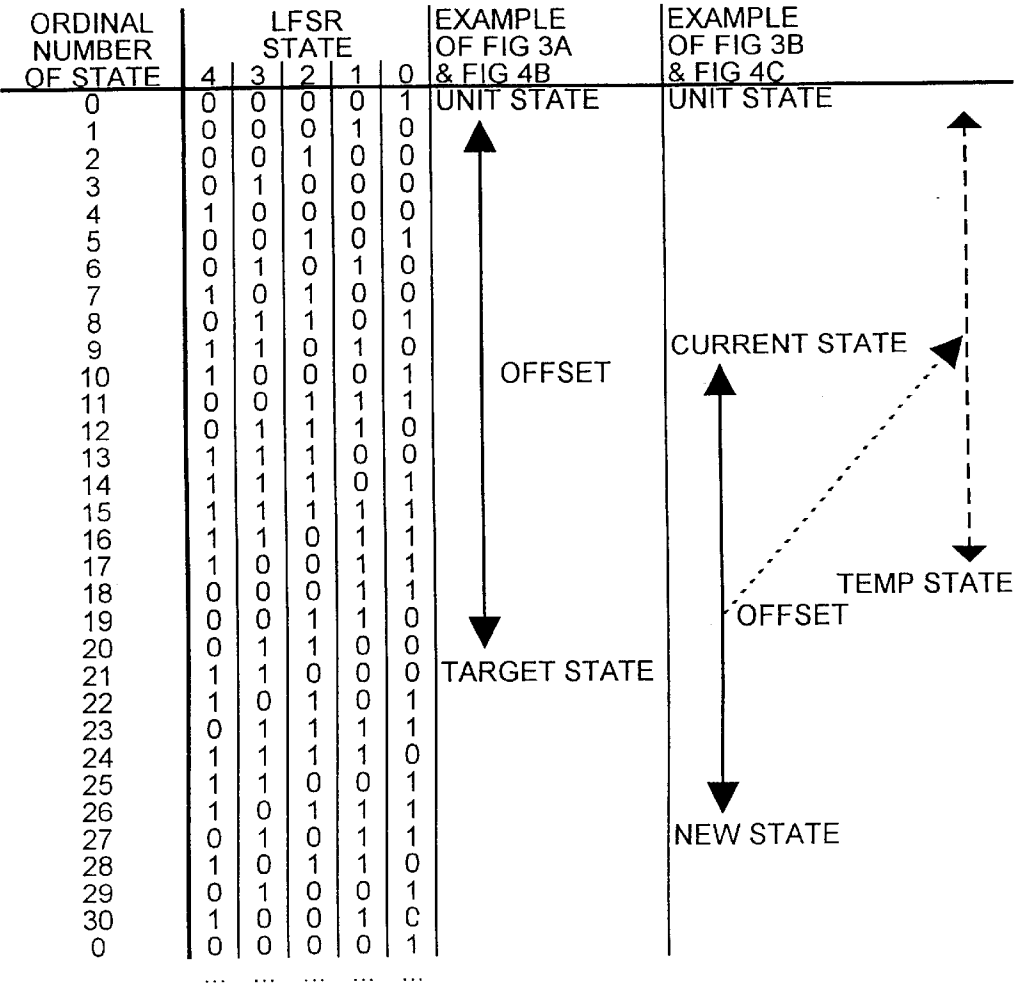 ORDINAL NUMBER OF STATE | LFSR STATE | EXAMPLE OF FIG 3A & FIG 4B | EXAMPLE OF FIG 3B & FIG 4C
4 3 2 1 0
0 0 0 0 0 1 UNIT STATE UNIT STATE
1 0 0 0 1 0
2 0 0 1 0 0
3 0 1 0 0 0
4 1 0 0 0 0
5 0 0 1 0 1
6 0 1 0 1 0
7 1 0 1 0 0
8 0 1 1 0 1
9 1 1 0 1 0 CURRENT STATE
10 1 0 0 0 1 OFFSET
11 0 0 1 1 1
12 0 1 1 1 0
13 1 1 1 0 0
14 1 1 1 0 1
15 1 1 1 1 1
16 1 1 0 1 1
17 1 0 0 1 1
18 0 0 0 1 1 TEMP STATE
19 0 0 1 1 0 OFFSET
20 0 1 1 0 0
21 1 1 0 0 0 TARGET STATE
22 1 0 1 0 1
23 0 1 1 1 1
24 1 1 1 1 0
25 1 1 0 0 1
26 1 0 1 1 1
27 0 1 0 1 1 NEW STATE
28 1 0 1 1 0
29 0 1 0 0 1
30 1 0 0 1 C
0 0 0 0 0 1
... ... ... ... ...